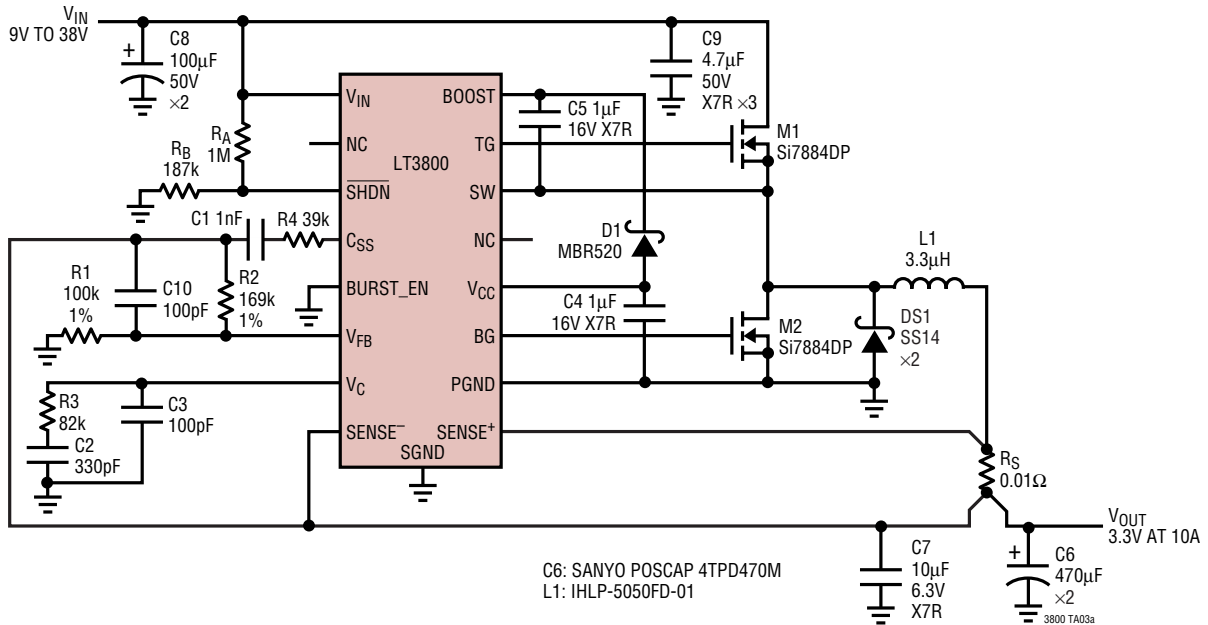 VIN
9V TO 38V
C8
100µF
50V
×2
RA
1M
RB
187k
C9
4.7µF
50V
X7R ×3
VIN
NC
SHDN
CSS
BURST_EN
VFB
VC
SENSE–
SGND
LT3800
BOOST
TG
SW
NC
VCC
BG
PGND
SENSE+
C5 1µF
16V X7R
M1
Si7884DP
C1 1nF
R4 39k
D1
MBR520
L1
3.3µH
R1
100k
1%
C10
100pF
R2
169k
1%
C4 1µF
16V X7R
M2
Si7884DP
DS1
SS14
×2
R3
82k
C2
330pF
C3
100pF
RS
0.01Ω
VOUT
3.3V AT 10A
C7
10µF
6.3V
X7R
C6
470µF
×2
C6: SANYO POSCAP 4TPD470M
L1: IHLP-5050FD-01
3800 TA03a